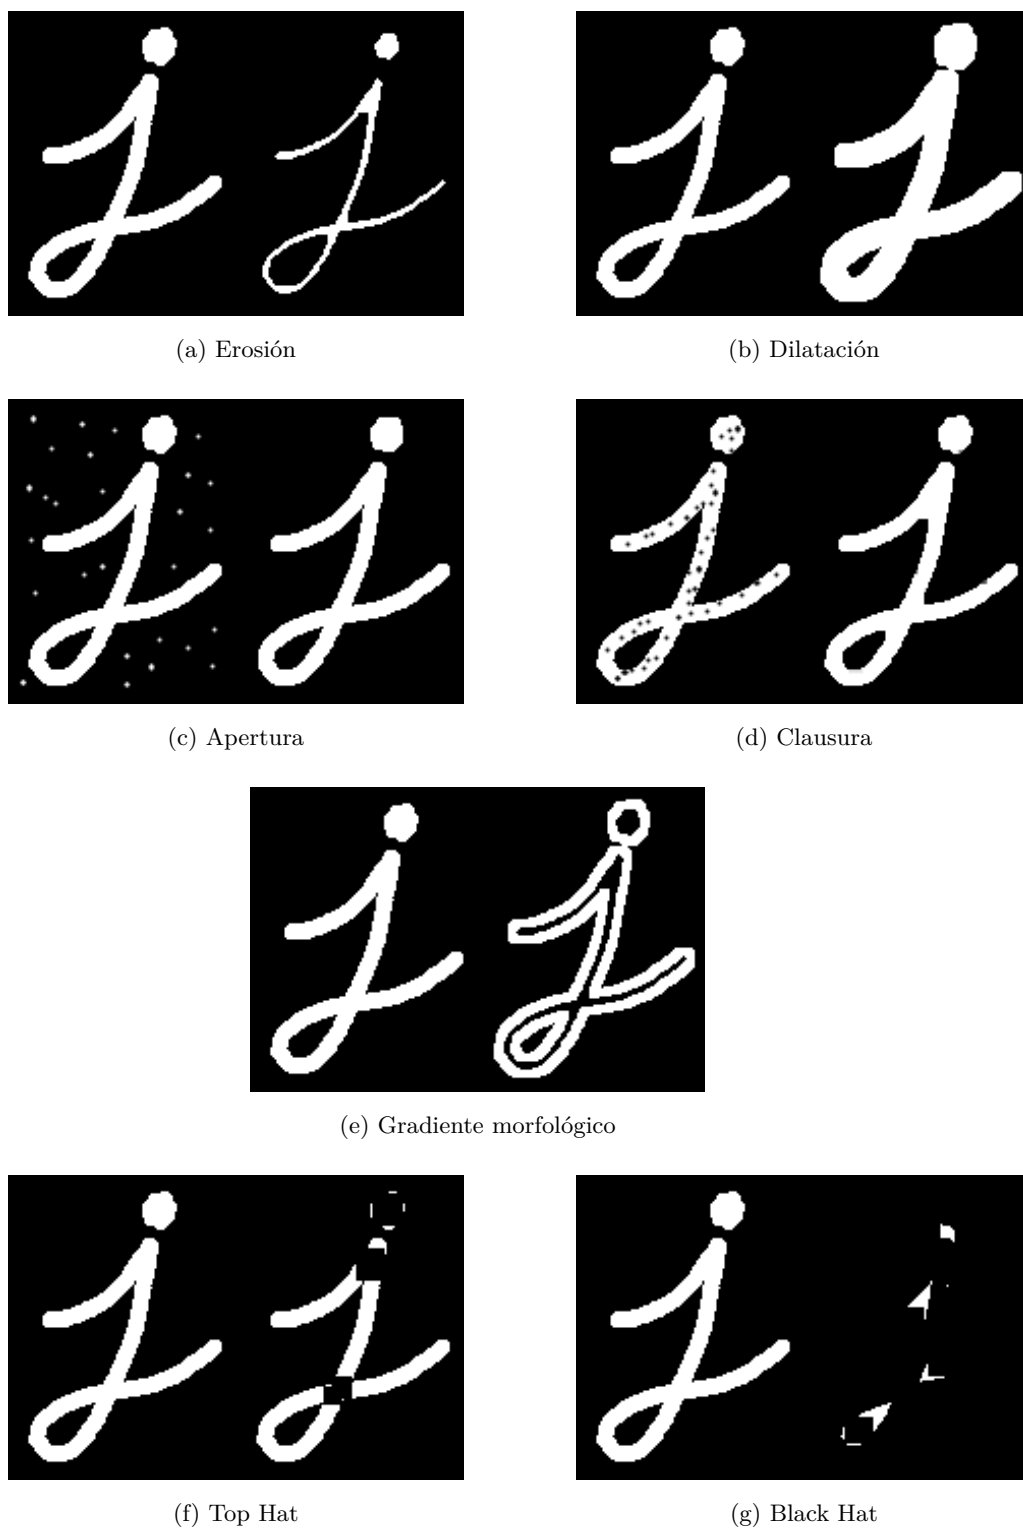 (a) Erosión
(b) Dilatación
(c) Apertura
(d) Clausura
(e) Gradiente morfológico
(f) Top Hat
(g) Black Hat